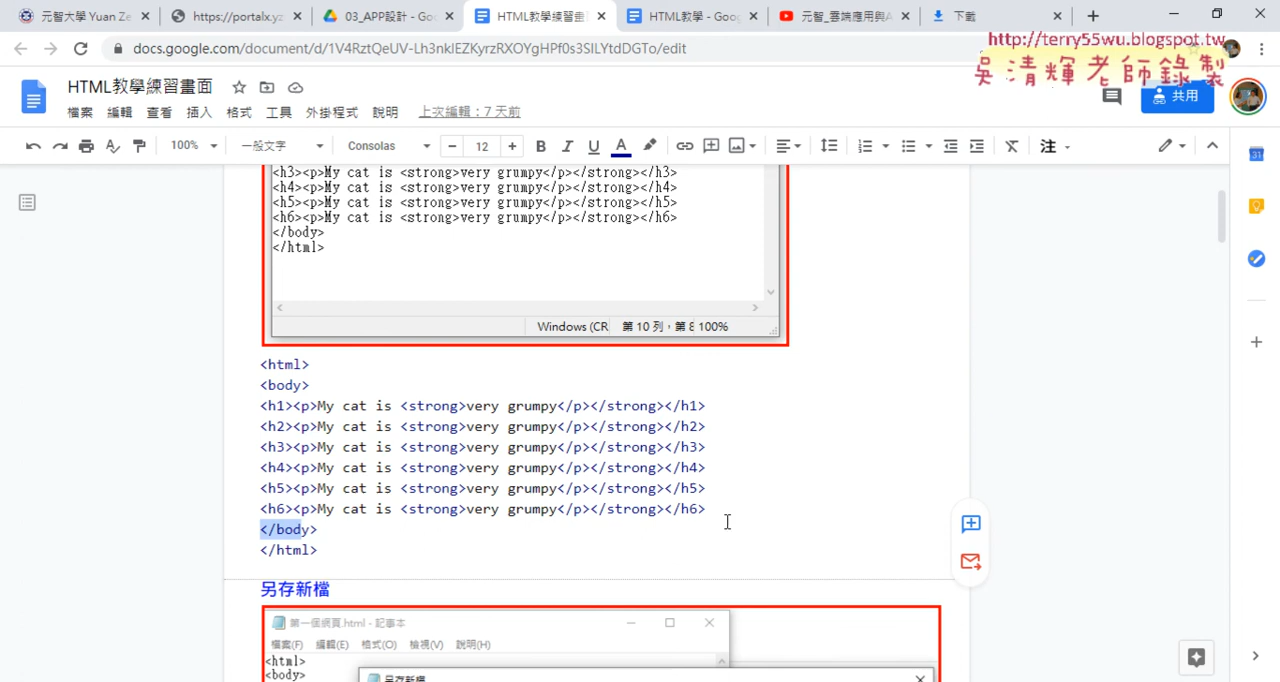 元智大學 Yuan Ze
https://portalx.yz
03_APP設計 - Goo
HTML教學練習畫面
HTML教學 - Goog
元智_雲端應用與A
下載
docs.google.com/document/d/1V4RztQeUV-Lh3nkIEZKyrzRXOYgHPf0s3SILYtdDGTo/edit
http://terry55wu.blogspot.tw
吳清輝老師錄製
HTML教學練習畫面
檔案 編輯 查看 插入 格式 工具 外掛程式 說明 上次編輯：7 天前
共用
100% 一般文字 Consolas 12 B I U A 注
31
<h3><p>My cat is <strong>very grumpy</p></strong></h3>
<h4><p>My cat is <strong>very grumpy</p></strong></h4>
<h5><p>My cat is <strong>very grumpy</p></strong></h5>
<h6><p>My cat is <strong>very grumpy</p></strong></h6>
</body>
</html>
Windows (CR 第 10 列，第 8 100%
<html>
<body>
<h1><p>My cat is <strong>very grumpy</p></strong></h1>
<h2><p>My cat is <strong>very grumpy</p></strong></h2>
<h3><p>My cat is <strong>very grumpy</p></strong></h3>
<h4><p>My cat is <strong>very grumpy</p></strong></h4>
<h5><p>My cat is <strong>very grumpy</p></strong></h5>
<h6><p>My cat is <strong>very grumpy</p></strong></h6>
</body>
</html>
另存新檔
第一個網頁.html - 記事本
檔案(F) 編輯(E) 格式(O) 檢視(V) 說明(H)
<html>
<body>
另存新檔